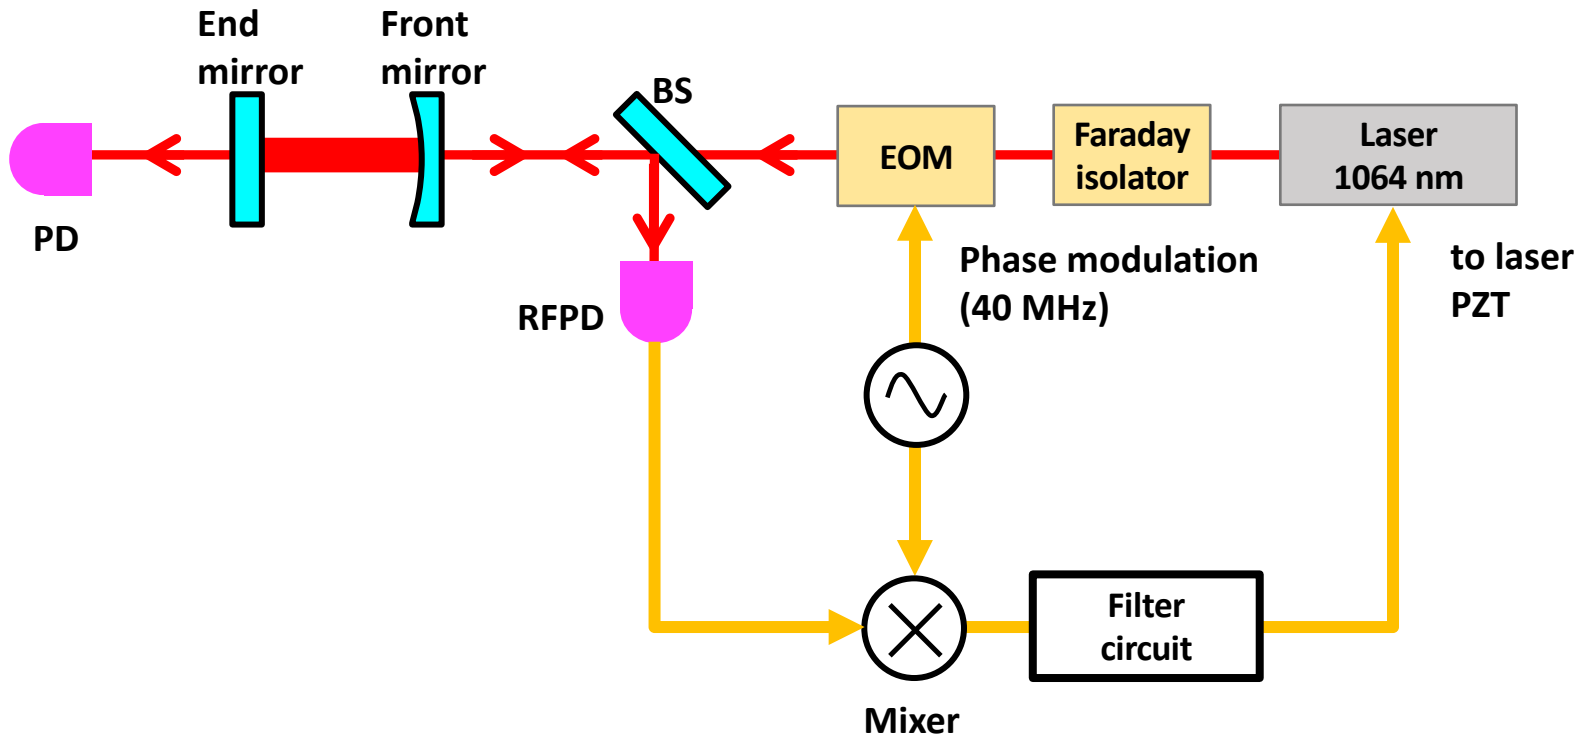 End
mirror
Front
mirror
BS
EOM
Faraday
isolator
Laser
1064 nm
PD
RFPD
Phase modulation
(40 MHz)
to laser
PZT
Filter
circuit
Mixer